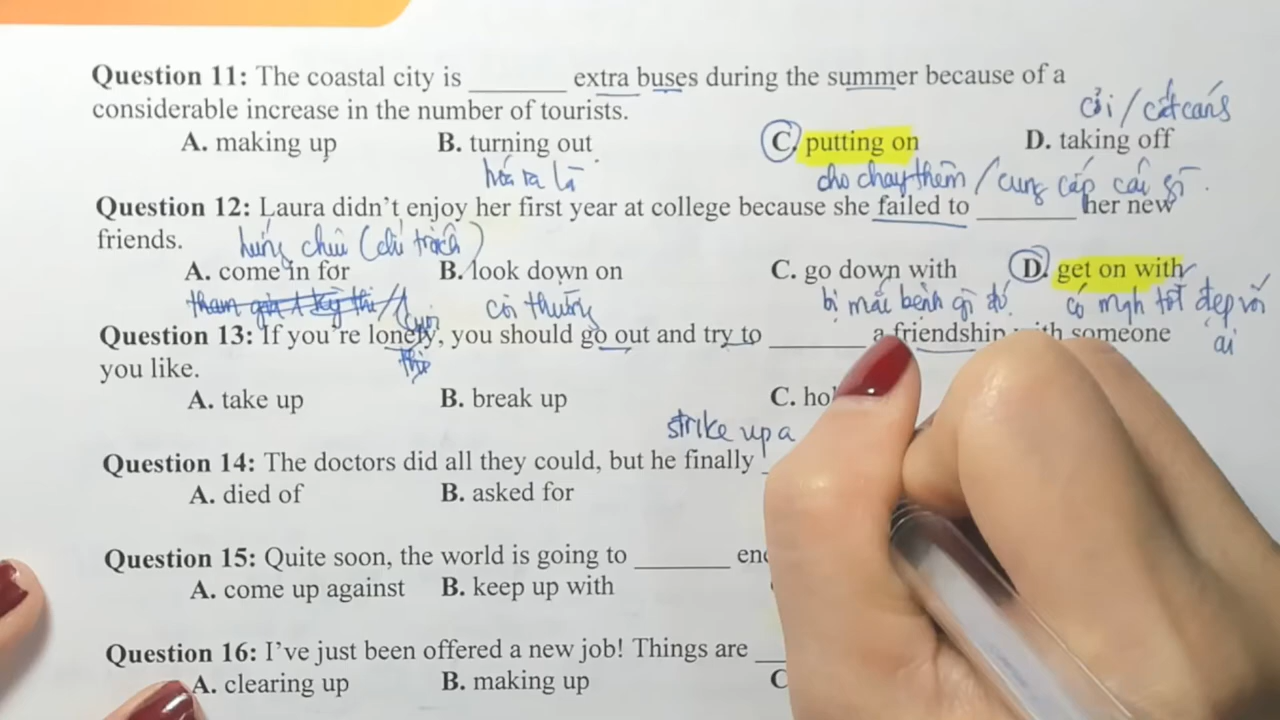 Question 11: The coastal city is _______ extra buses during the summer because of a
considerable increase in the number of tourists.
cởi / cất cánh
A. making up B. turning out C. putting on D. taking off
hóa ra là cho chạy thêm / cung cấp cái gì
Question 12: Laura didn't enjoy her first year at college because she failed to _______ her new
friends.
hứng chịu (chỉ trích)
A. come in for B. look down on C. go down with D. get on with
coi thường bị mắc bệnh gì đó có mqh tốt đẹp với
ai
Question 13: If you're lonely, you should go out and try to _______ a friendship with someone
you like.
A. take up B. break up C. hol
strike up a
Question 14: The doctors did all they could, but he finally
A. died of B. asked for
Question 15: Quite soon, the world is going to _______ ene
A. come up against B. keep up with
Question 16: I've just been offered a new job! Things are
A. clearing up B. making up C